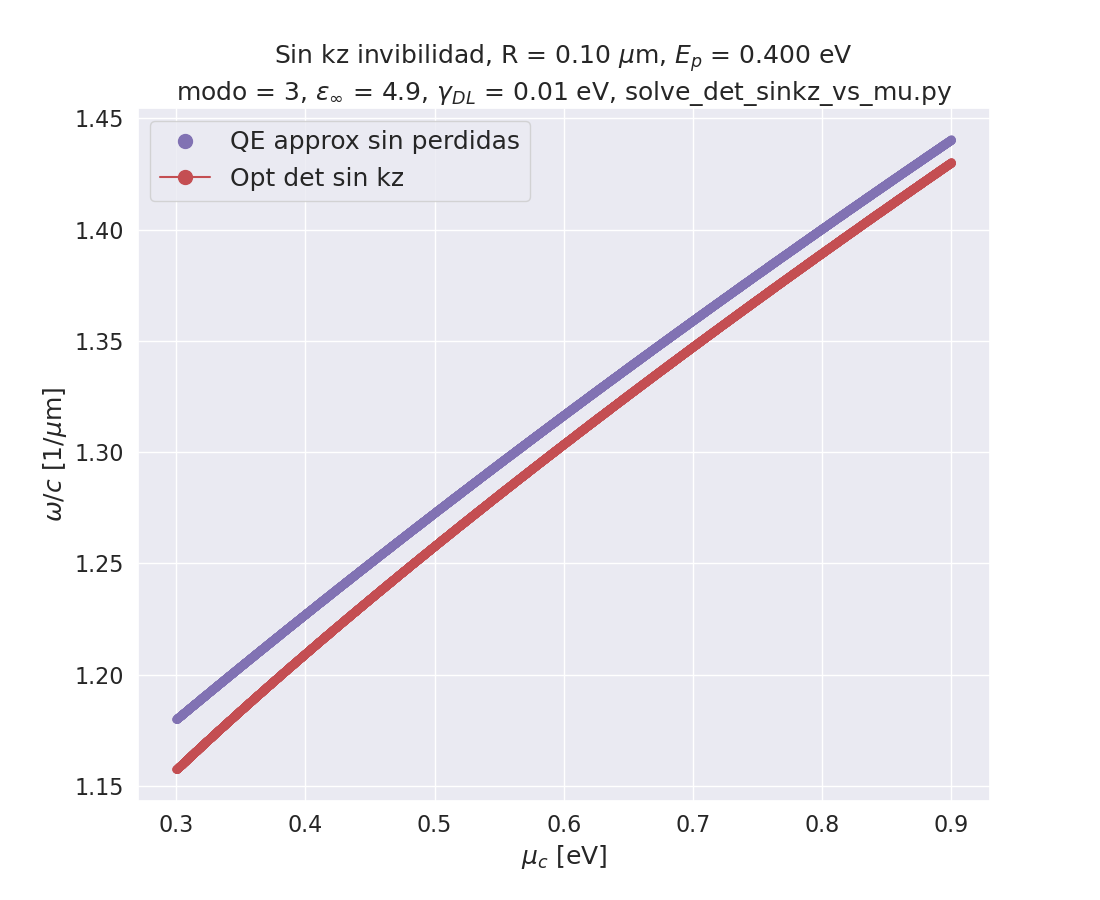 Sin kz invibilidad, R = 0.10 μm, E_p = 0.400 eV
modo = 3, ε_∞ = 4.9, γ_DL = 0.01 eV, solve_det_sinkz_vs_mu.py
QE approx sin perdidas
Opt det sin kz
1.45
1.40
1.35
1.30
1.25
1.20
1.15
ω/c [1/μm]
0.3 0.4 0.5 0.6 0.7 0.8 0.9
μ_c [eV]